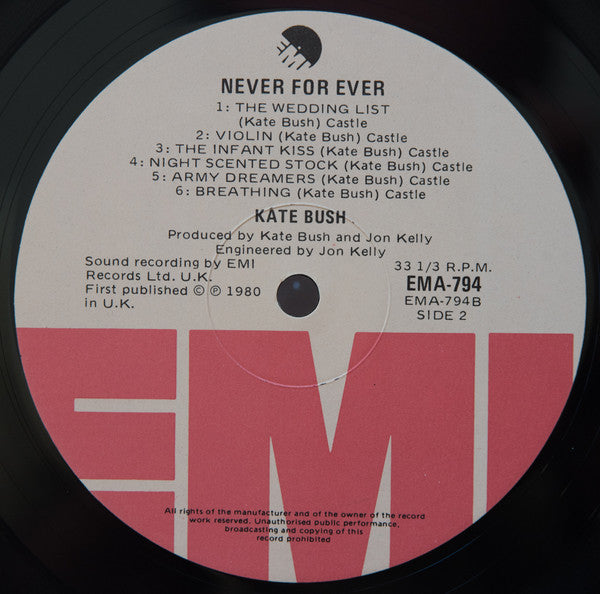 EMI
NEVER FOR EVER
1: THE WEDDING LIST
(Kate Bush) Castle
2: VIOLIN (Kate Bush) Castle
3: THE INFANT KISS (Kate Bush) Castle
4: NIGHT SCENTED STOCK (Kate Bush) Castle
5: ARMY DREAMERS (Kate Bush) Castle
6: BREATHING (Kate Bush) Castle
KATE BUSH
Produced by Kate Bush and Jon Kelly
Engineered by Jon Kelly
Sound recording by EMI
Records Ltd. U.K.
First published © ℗ 1980
in U.K.
33 1/3 R.P.M.
EMA-794
EMA-794B
SIDE 2
EMI
All rights of the manufacturer and of the owner of the record
work reserved. Unauthorised public performance,
broadcasting and copying of this
record prohibited